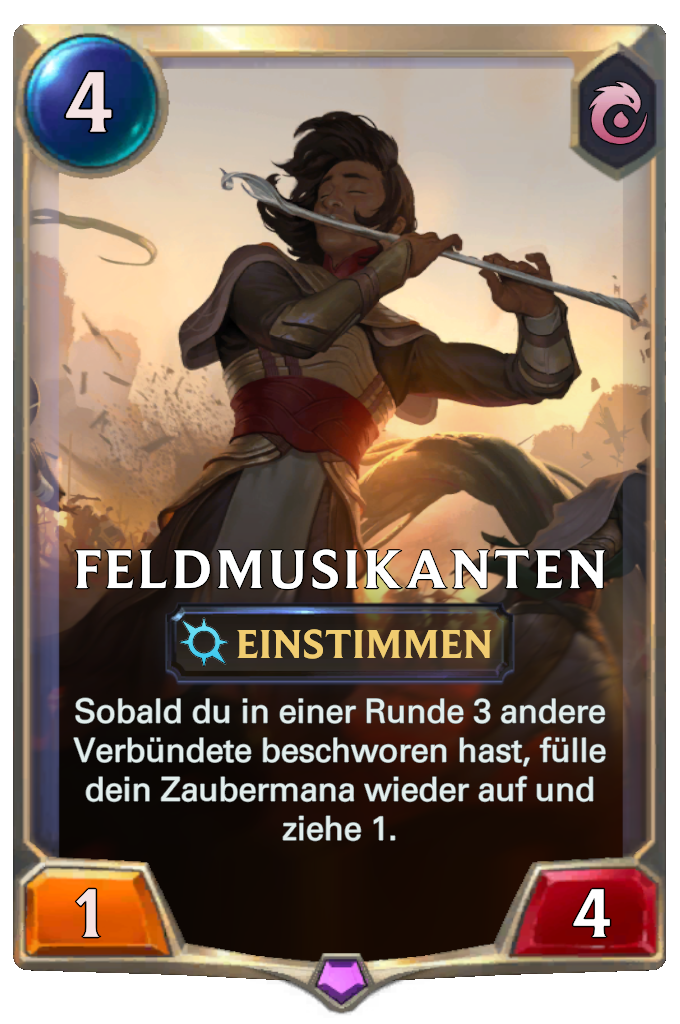 4
FELDMUSIKANTEN
EINSTIMMEN
Sobald du in einer Runde 3 andere
Verbündete beschworen hast, fülle
dein Zaubermana wieder auf und
ziehe 1.
1
4